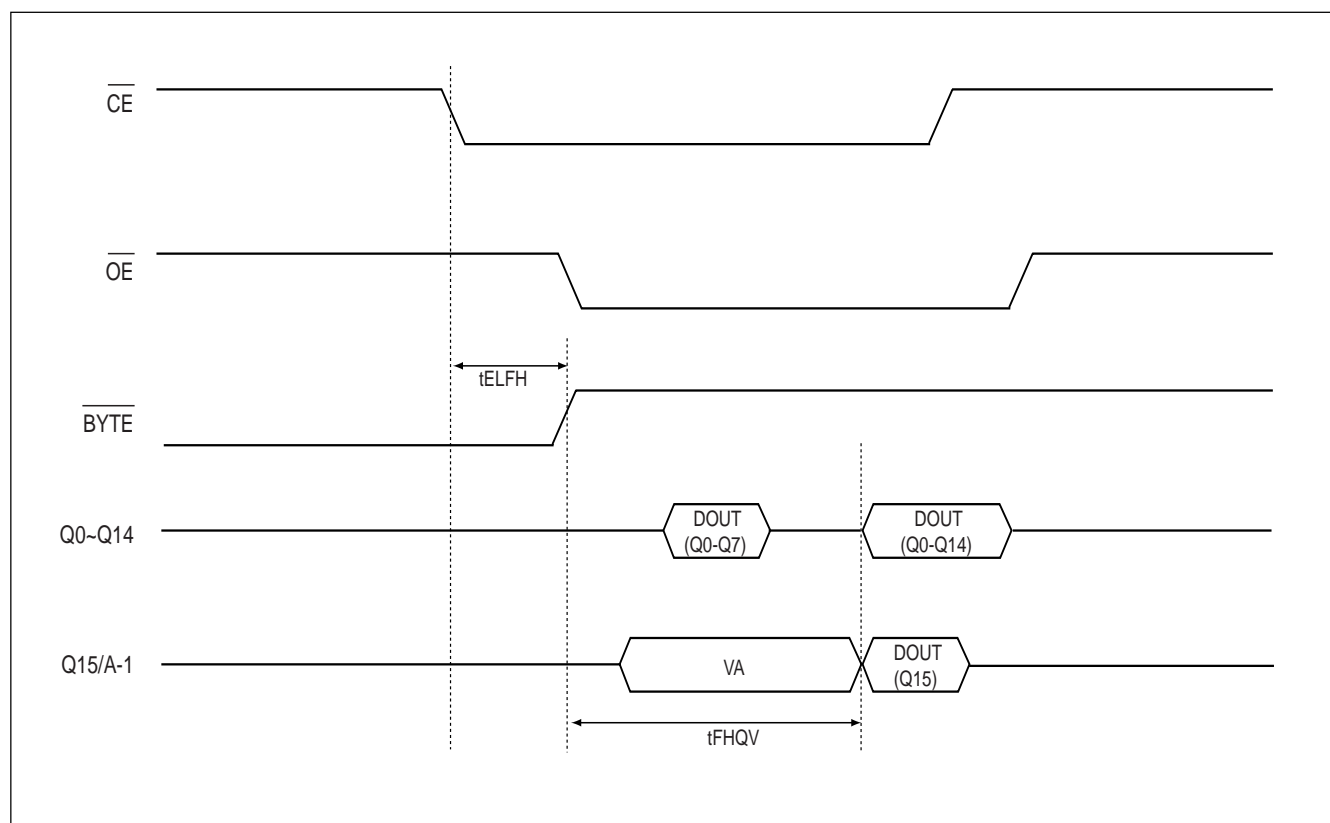 CE
OE
tELFH
BYTE
Q0~Q14
DOUT
(Q0-Q7)
DOUT
(Q0-Q14)
Q15/A-1
VA
DOUT
(Q15)
tFHQV